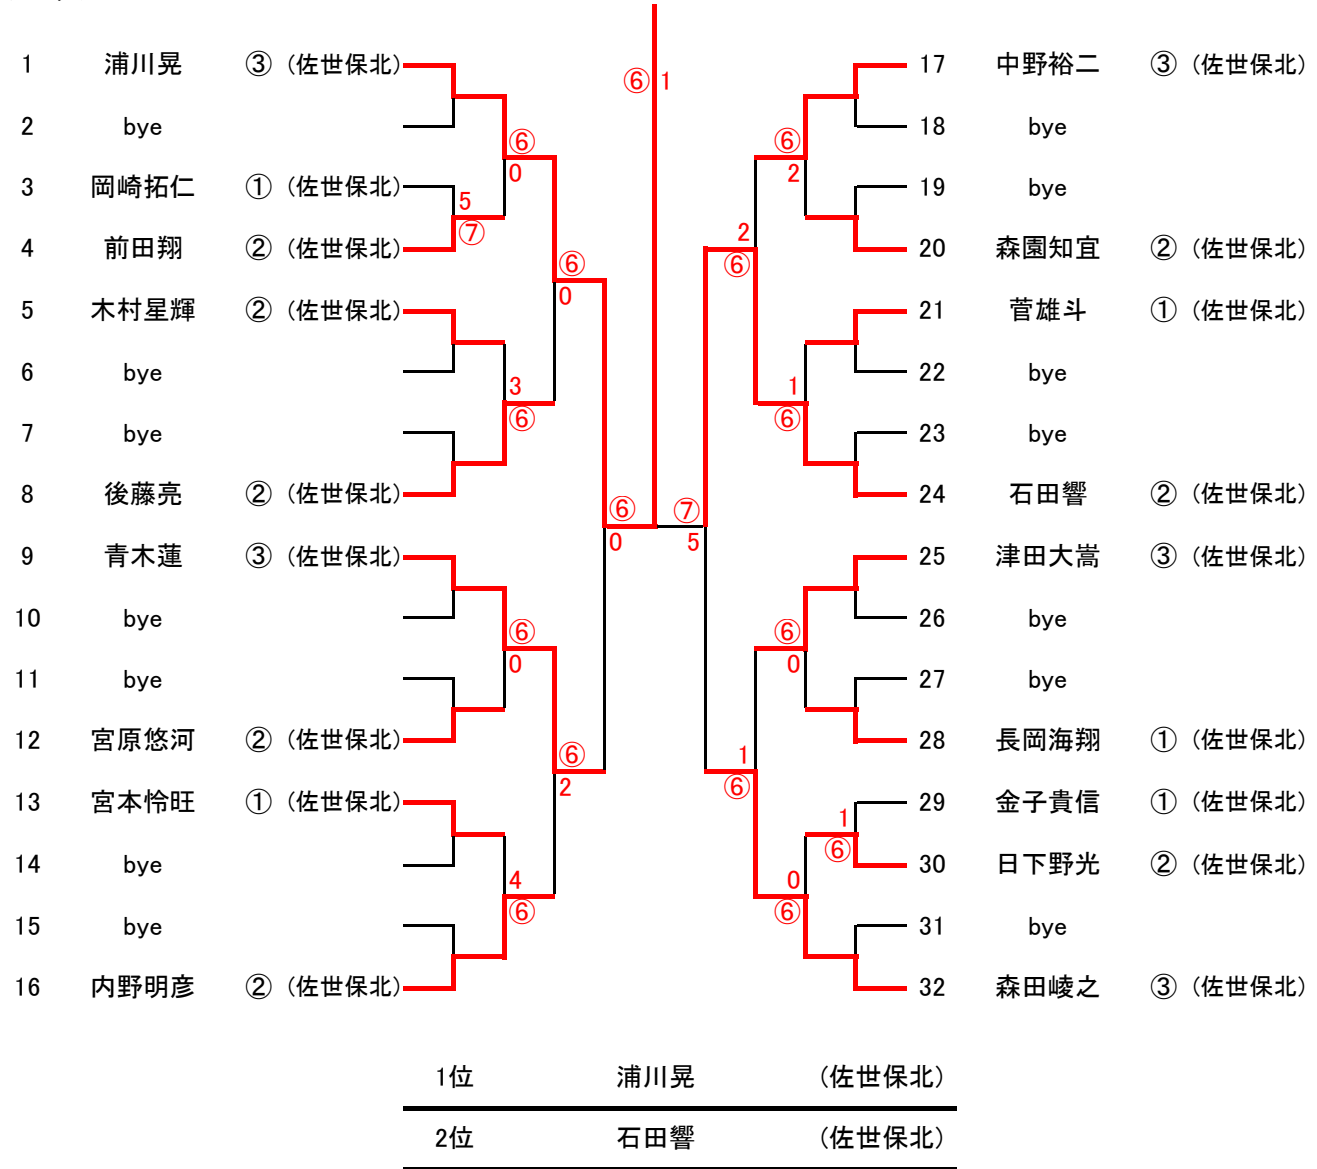 1 浦川晃 ③ (佐世保北)
2 bye
3 岡崎拓仁 ① (佐世保北)
4 前田翔 ② (佐世保北)
5 木村星輝 ② (佐世保北)
6 bye
7 bye
8 後藤亮 ② (佐世保北)
9 青木蓮 ③ (佐世保北)
10 bye
11 bye
12 宮原悠河 ② (佐世保北)
13 宮本怜旺 ① (佐世保北)
14 bye
15 bye
16 内野明彦 ② (佐世保北)
⑥
0
5
⑦
3
⑥
⑥
0
4
⑥
⑥
0
⑥
2
⑥
0
⑥ 1
⑦
5
2
⑥
1
⑥
⑥
2
1
⑥
⑥
0
0
⑥
1
⑥
17 中野裕二 ③ (佐世保北)
18 bye
19 bye
20 森園知宜 ② (佐世保北)
21 菅雄斗 ① (佐世保北)
22 bye
23 bye
24 石田響 ② (佐世保北)
25 津田大嵩 ③ (佐世保北)
26 bye
27 bye
28 長岡海翔 ① (佐世保北)
29 金子貴信 ① (佐世保北)
30 日下野光 ② (佐世保北)
31 bye
32 森田崚之 ③ (佐世保北)
1位 浦川晃 (佐世保北)
2位 石田響 (佐世保北)